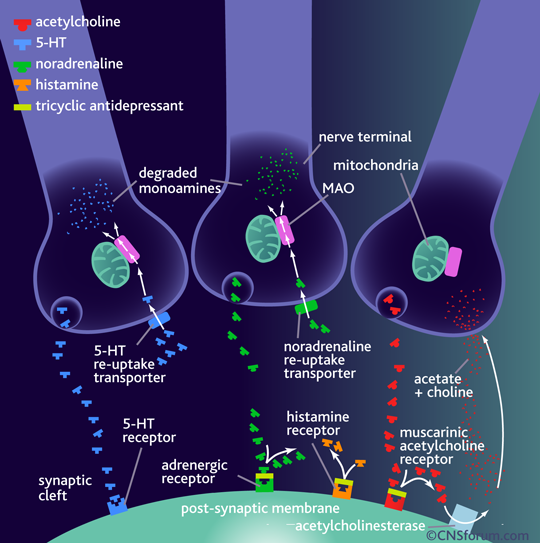 acetylcholine
5-HT
noradrenaline
histamine
tricyclic antidepressant
nerve terminal
mitochondria
degraded
monoamines
MAO
5-HT
re-uptake
transporter
noradrenaline
re-uptake
transporter
acetate
+ choline
5-HT
receptor
histamine
receptor
muscarinic
acetylcholine
receptor
adrenergic
receptor
synaptic
cleft
post-synaptic membrane
acetylcholinesterase
©CNSforum.com